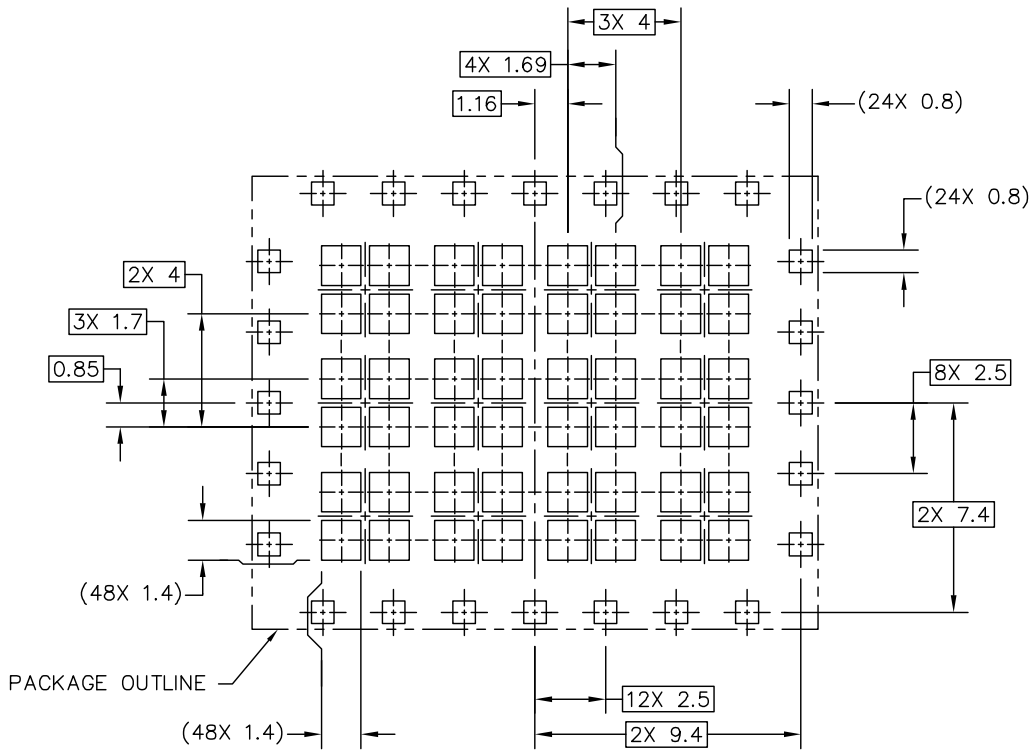 3X 4
4X 1.69
1.16
(24X 0.8)
(24X 0.8)
2X 4
3X 1.7
0.85
8X 2.5
2X 7.4
(48X 1.4)
PACKAGE OUTLINE
12X 2.5
(48X 1.4)
2X 9.4